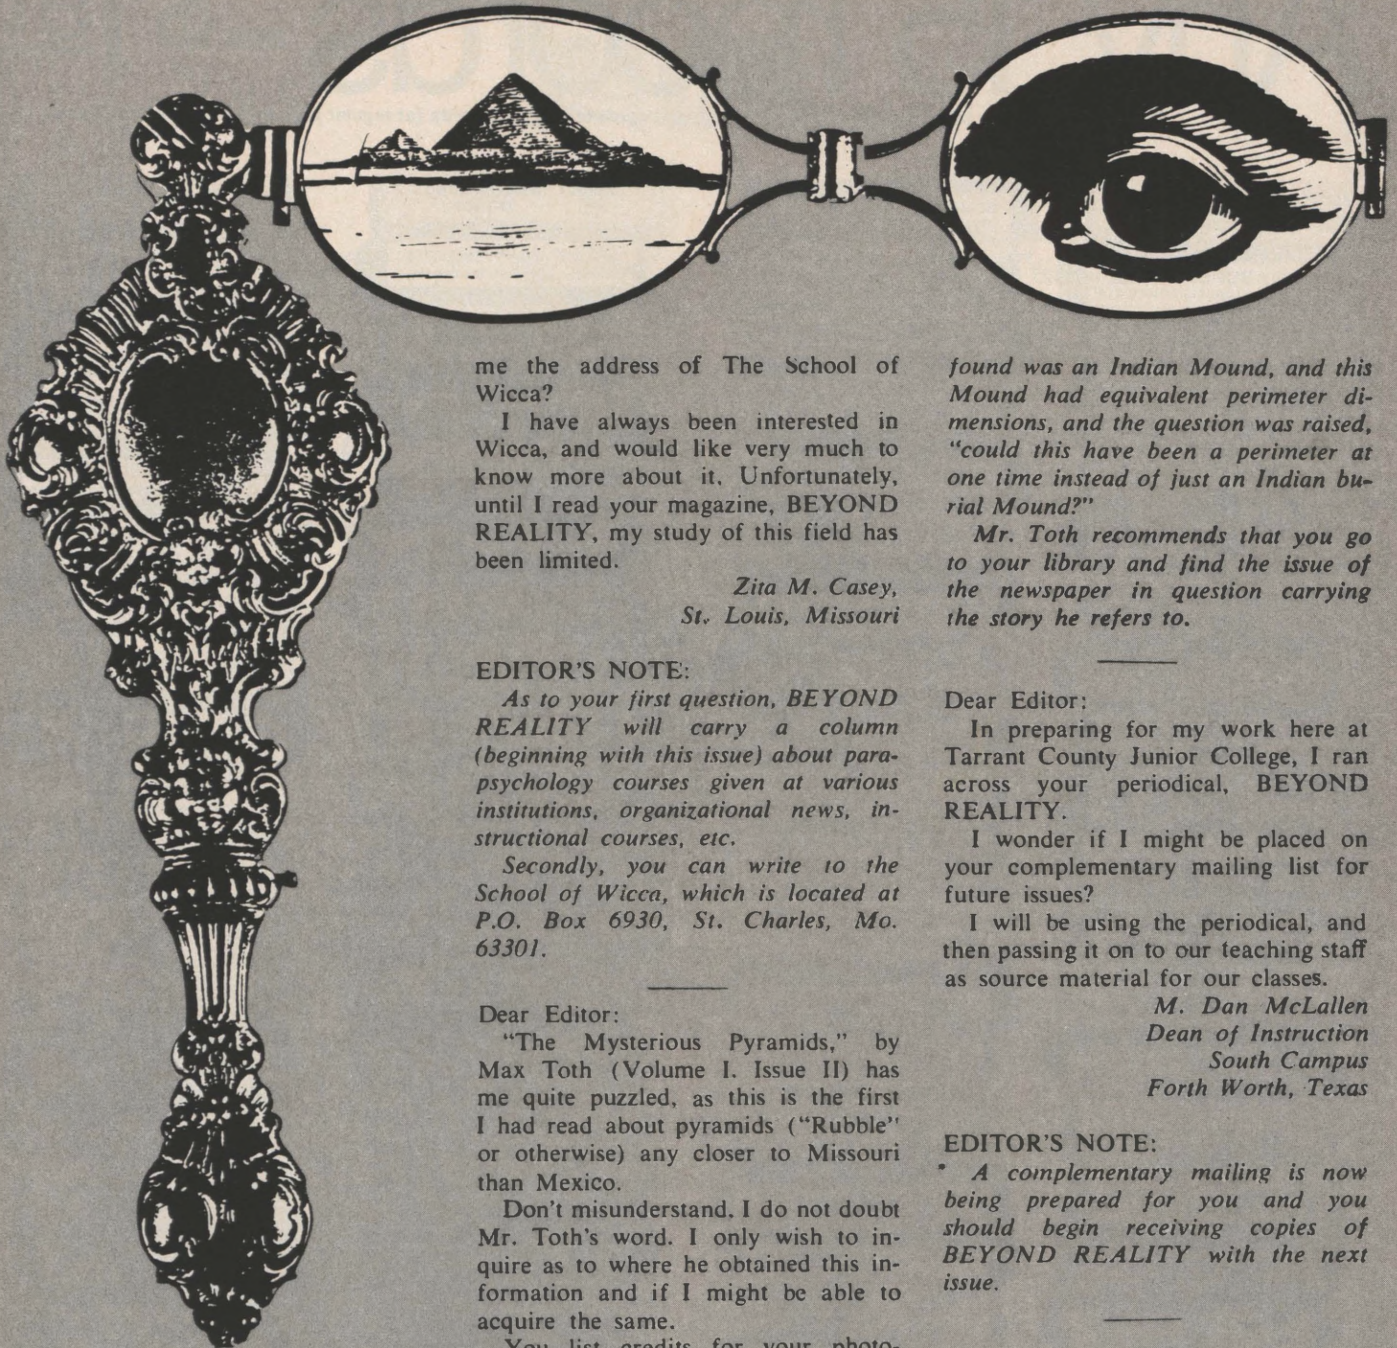 me the address of The School of
Wicca?
I have always been interested in
Wicca, and would like very much to
know more about it. Unfortunately,
until I read your magazine, BEYOND
REALITY, my study of this field has
been limited.
Zita M. Casey,
St. Louis, Missouri
EDITOR'S NOTE:
As to your first question, BEYOND
REALITY will carry a column
(beginning with this issue) about para-
psychology courses given at various
institutions, organizational news, in-
structional courses, etc.
Secondly, you can write to the
School of Wicca, which is located at
P.O. Box 6930, St. Charles, Mo.
63301.
Dear Editor:
"The Mysterious Pyramids," by
Max Toth (Volume I. Issue II) has
me quite puzzled, as this is the first
I had read about pyramids ("Rubble"
or otherwise) any closer to Missouri
than Mexico.
Don't misunderstand. I do not doubt
Mr. Toth's word. I only wish to in-
quire as to where he obtained this in-
formation and if I might be able to
acquire the same.
You list credits for your photo-
found was an Indian Mound, and this
Mound had equivalent perimeter di-
mensions, and the question was raised,
"could this have been a perimeter at
one time instead of just an Indian bu-
rial Mound?"
Mr. Toth recommends that you go
to your library and find the issue of
the newspaper in question carrying
the story he refers to.
Dear Editor:
In preparing for my work here at
Tarrant County Junior College, I ran
across your periodical, BEYOND
REALITY.
I wonder if I might be placed on
your complementary mailing list for
future issues?
I will be using the periodical, and
then passing it on to our teaching staff
as source material for our classes.
M. Dan McLallen
Dean of Instruction
South Campus
Forth Worth, Texas
EDITOR'S NOTE:
A complementary mailing is now
being prepared for you and you
should begin receiving copies of
BEYOND REALITY with the next
issue.